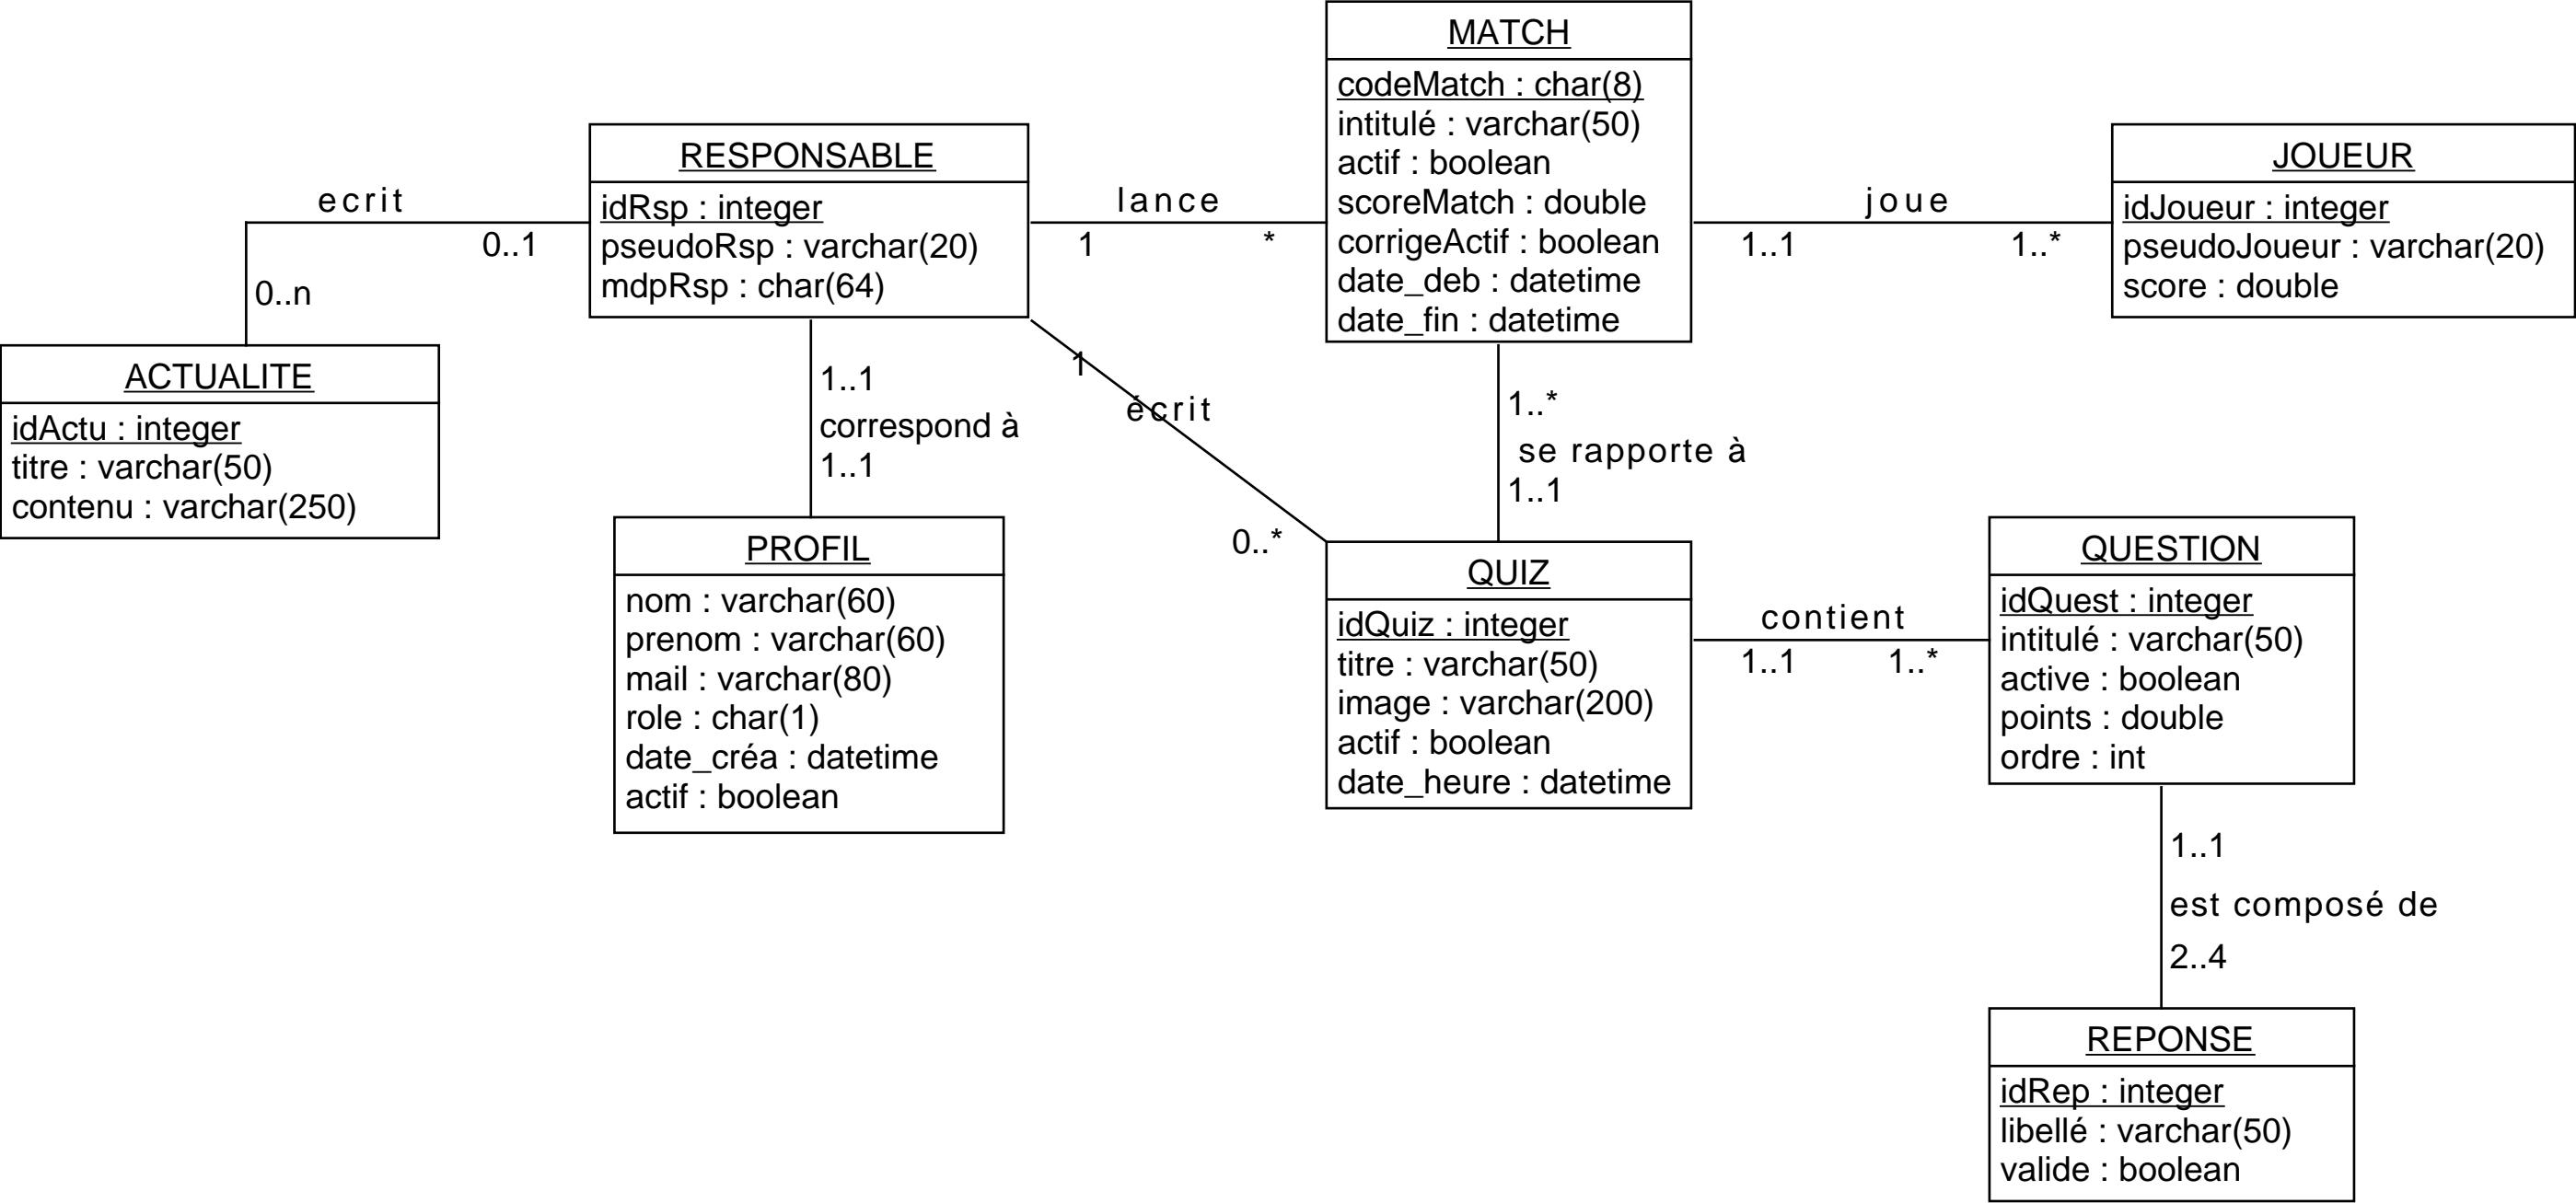 MATCH
codeMatch : char(8)
intitulé : varchar(50)
actif : boolean
scoreMatch : double
corrigeActif : boolean
date_deb : datetime
date_fin : datetime
RESPONSABLE
idRsp : integer
pseudoRsp : varchar(20)
mdpRsp : char(64)
JOUEUR
idJoueur : integer
pseudoJoueur : varchar(20)
score : double
ecrit
0..1
0..n
lance
1
*
joue
1..1
1..*
ACTUALITE
idActu : integer
titre : varchar(50)
contenu : varchar(250)
1..1
correspond à
1..1
1
écrit
0..*
1..*
se rapporte à
1..1
PROFIL
nom : varchar(60)
prenom : varchar(60)
mail : varchar(80)
role : char(1)
date_créa : datetime
actif : boolean
QUIZ
idQuiz : integer
titre : varchar(50)
image : varchar(200)
actif : boolean
date_heure : datetime
contient
1..1
1..*
QUESTION
idQuest : integer
intitulé : varchar(50)
active : boolean
points : double
ordre : int
1..1
est composé de
2..4
REPONSE
idRep : integer
libellé : varchar(50)
valide : boolean